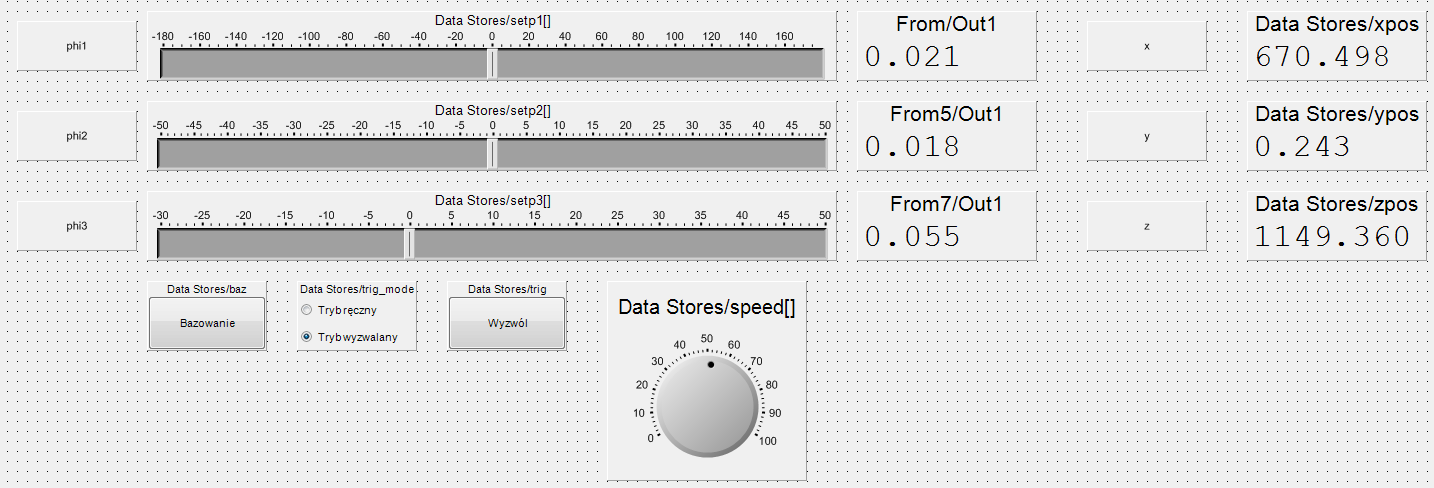 phi1
Data Stores/setp1[]
-180 -160 -140 -120 -100 -80 -60 -40 -20 0 20 40 60 80 100 120 140 160
From/Out1
0.021
x
Data Stores/xpos
670.498
phi2
Data Stores/setp2[]
-50 -45 -40 -35 -30 -25 -20 -15 -10 -5 0 5 10 15 20 25 30 35 40 45 50
From5/Out1
0.018
y
Data Stores/ypos
0.243
phi3
Data Stores/setp3[]
-30 -25 -20 -15 -10 -5 0 5 10 15 20 25 30 35 40 45 50
From7/Out1
0.055
z
Data Stores/zpos
1149.360
Data Stores/baz
Bazowanie
Data Stores/trig_mode
Tryb ręczny
Tryb wyzwalany
Data Stores/trig
Wyzwól
Data Stores/speed[]
0 10 20 30 40 50 60 70 80 90 100